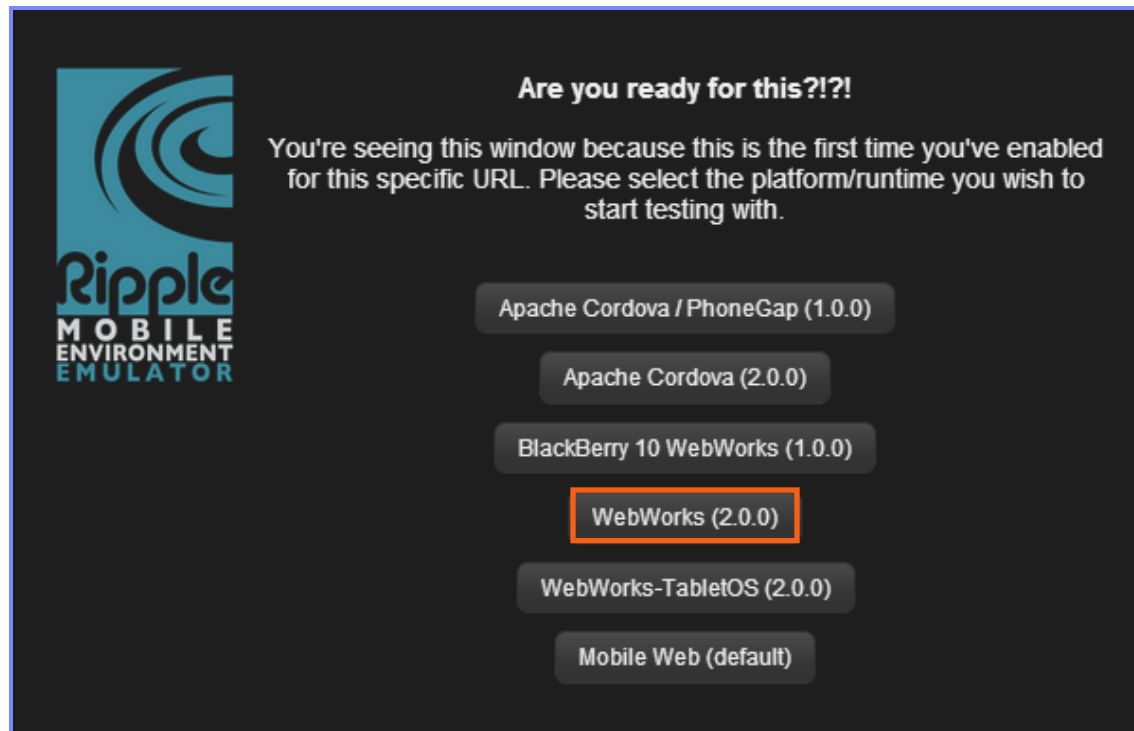 Ripple
MOBILE
ENVIRONMENT
EMULATOR
Are you ready for this?!?!
You're seeing this window because this is the first time you've enabled
for this specific URL. Please select the platform/runtime you wish to
start testing with.
Apache Cordova / PhoneGap (1.0.0)
Apache Cordova (2.0.0)
BlackBerry 10 WebWorks (1.0.0)
WebWorks (2.0.0)
WebWorks-TabletOS (2.0.0)
Mobile Web (default)